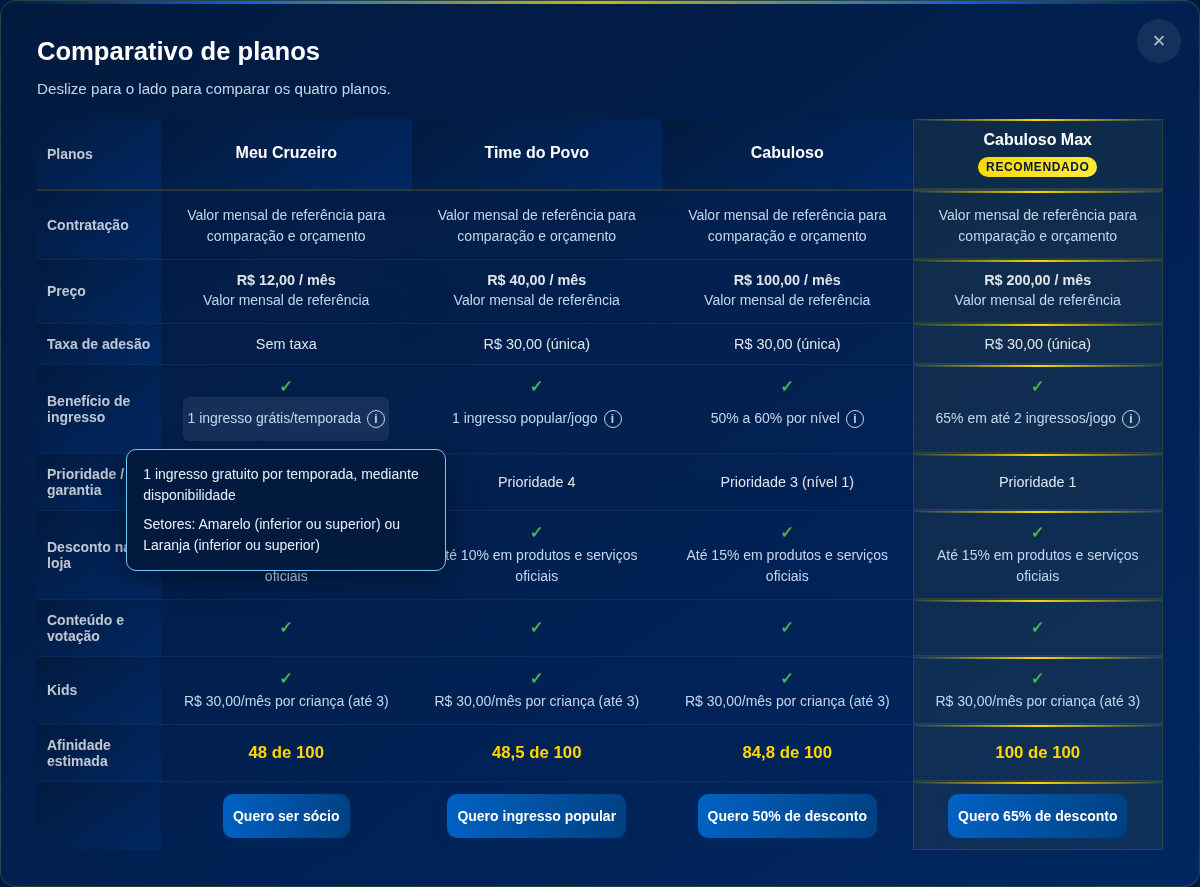 Comparativo de planos
×
Deslize para o lado para comparar os quatro planos.
Planos
Meu Cruzeiro
Time do Povo
Cabuloso
Cabuloso Max
RECOMENDADO
Contratação
Valor mensal de referência para
comparação e orçamento
Valor mensal de referência para
comparação e orçamento
Valor mensal de referência para
comparação e orçamento
Valor mensal de referência para
comparação e orçamento
Preço
R$ 12,00 / mês
Valor mensal de referência
R$ 40,00 / mês
Valor mensal de referência
R$ 100,00 / mês
Valor mensal de referência
R$ 200,00 / mês
Valor mensal de referência
Taxa de adesão
Sem taxa
R$ 30,00 (única)
R$ 30,00 (única)
R$ 30,00 (única)
Benefício de
ingresso
✓
1 ingresso grátis/temporada i
✓
1 ingresso popular/jogo i
✓
50% a 60% por nível i
✓
65% em até 2 ingressos/jogo i
Prioridade /
garantia
1 ingresso gratuito por temporada, mediante
disponibilidade
Setores: Amarelo (inferior ou superior) ou
Laranja (inferior ou superior)
Prioridade 4
Prioridade 3 (nível 1)
Prioridade 1
Desconto
loja
oficiais
✓
10% em produtos e serviços
oficiais
✓
Até 15% em produtos e serviços
oficiais
✓
Até 15% em produtos e serviços
oficiais
Conteúdo e
votação
✓
✓
✓
✓
Kids
✓
R$ 30,00/mês por criança (até 3)
✓
R$ 30,00/mês por criança (até 3)
✓
R$ 30,00/mês por criança (até 3)
✓
R$ 30,00/mês por criança (até 3)
Afinidade
estimada
48 de 100
48,5 de 100
84,8 de 100
100 de 100
Quero ser sócio
Quero ingresso popular
Quero 50% de desconto
Quero 65% de desconto